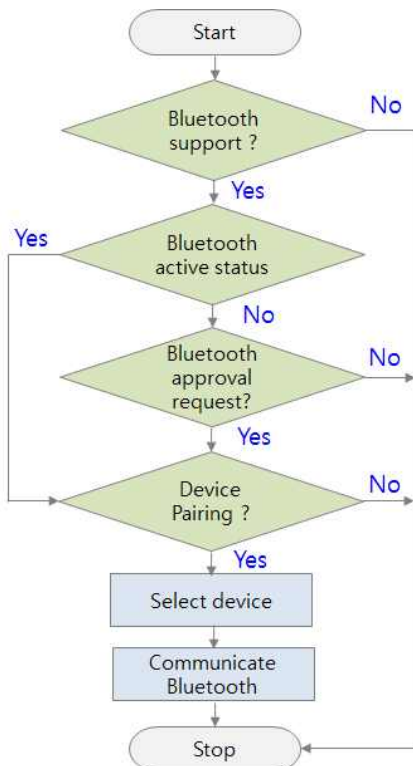 Start
Bluetooth
support ?
No
Yes
Yes
Bluetooth
active status
No
Bluetooth
approval
request?
No
Yes
Device
Pairing ?
No
Yes
Select device
Communicate
Bluetooth
Stop